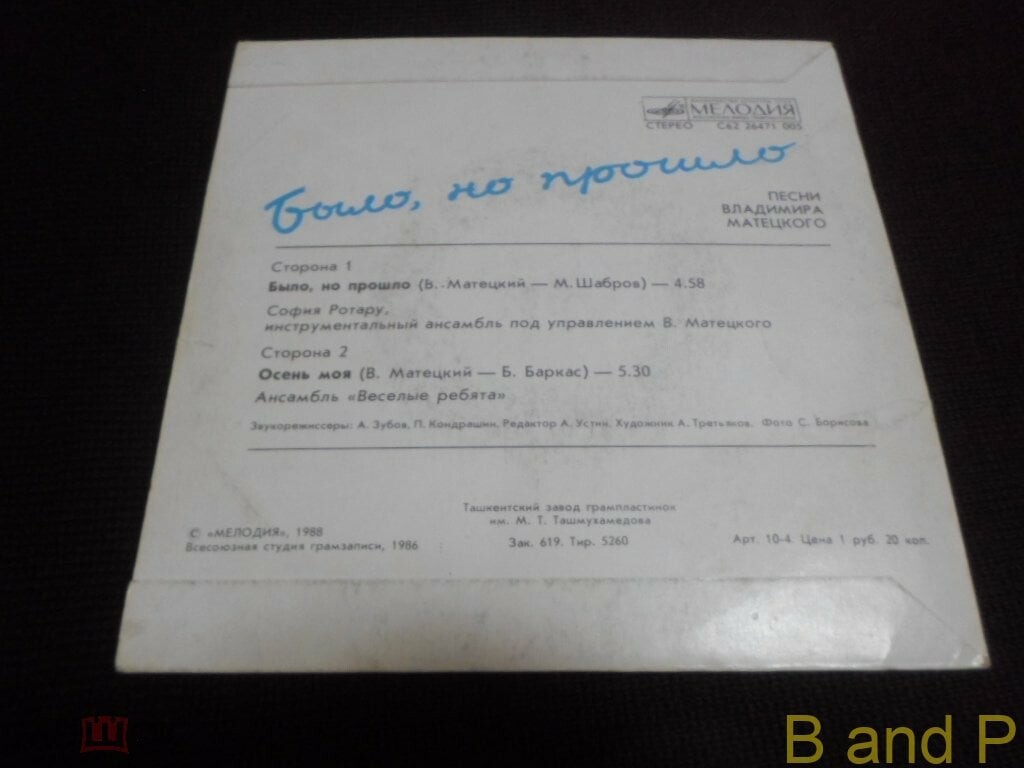 МЕЛОДИЯ
СТЕРЕО С62 26471 005
Было, но прошло
ПЕСНИ
ВЛАДИМИРА
МАТЕЦКОГО
Сторона 1
Было, но прошло (В. Матецкий — М. Шабров) — 4.58
София Ротару,
инструментальный ансамбль под управлением В. Матецкого
Сторона 2
Осень моя (В. Матецкий — Б. Баркас) — 5.30
Ансамбль «Веселые ребята»
Звукорежиссеры: А. Зубов, П. Кондрашин. Редактор А. Устин. Художник А. Третьяков. Фото С. Борисова
Ташкентский завод грампластинок
им. М. Т. Ташмухамедова
© «МЕЛОДИЯ», 1988
Всесоюзная студия грамзаписи, 1986
Зак. 619. Тир. 5260
Арт. 10-4. Цена 1 руб. 20 коп.
B and P